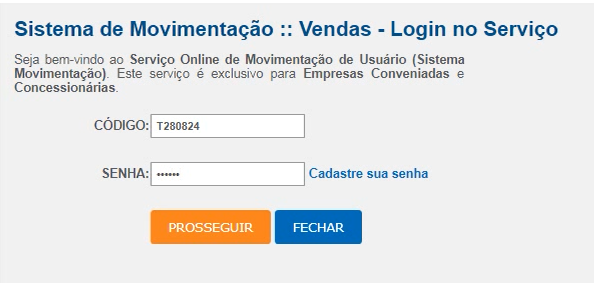 Sistema de Movimentação :: Vendas - Login no Serviço
Seja bem-vindo ao Serviço Online de Movimentação de Usuário (Sistema
Movimentação). Este serviço é exclusivo para Empresas Conveniadas e
Concessionárias.
CÓDIGO: T280824
SENHA: •••••• Cadastre sua senha
PROSSEGUIR FECHAR